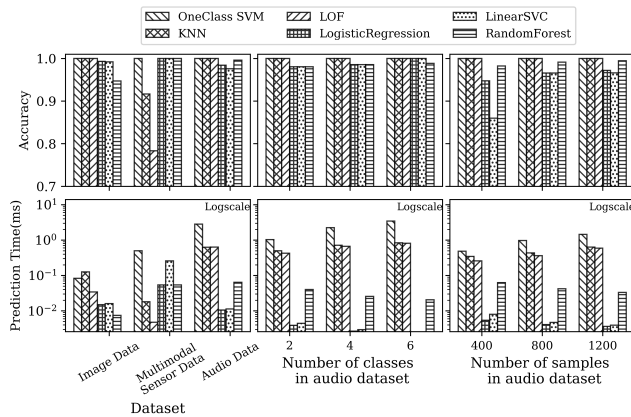 OneClass SVM
LOF
LinearSVC
KNN
LogisticRegression
RandomForest
Accuracy
1.0
0.9
0.8
0.7
Prediction Time(ms)
10¹
10⁰
10⁻¹
10⁻²
Logscale
Logscale
Logscale
Image Data
Multimodal
Sensor Data
Audio Data
Dataset
2
4
6
Number of classes
in audio dataset
400
800
1200
Number of samples
in audio dataset